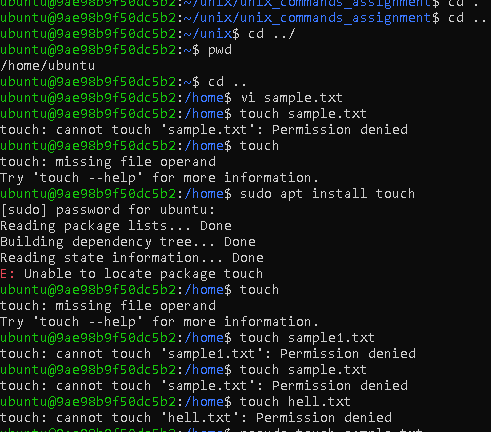 ubuntu@9ae98b9f50dc5b2:~/unix/unix_commands_assignment$ cd .
ubuntu@9ae98b9f50dc5b2:~/unix/unix_commands_assignment$ cd ..
ubuntu@9ae98b9f50dc5b2:~/unix$ cd ../
ubuntu@9ae98b9f50dc5b2:~$ pwd
/home/ubuntu
ubuntu@9ae98b9f50dc5b2:~$ cd ..
ubuntu@9ae98b9f50dc5b2:/home$ vi sample.txt
ubuntu@9ae98b9f50dc5b2:/home$ touch sample.txt
touch: cannot touch 'sample.txt': Permission denied
ubuntu@9ae98b9f50dc5b2:/home$ touch
touch: missing file operand
Try 'touch --help' for more information.
ubuntu@9ae98b9f50dc5b2:/home$ sudo apt install touch
[sudo] password for ubuntu:
Reading package lists... Done
Building dependency tree... Done
Reading state information... Done
E: Unable to locate package touch
ubuntu@9ae98b9f50dc5b2:/home$ touch
touch: missing file operand
Try 'touch --help' for more information.
ubuntu@9ae98b9f50dc5b2:/home$ touch sample1.txt
touch: cannot touch 'sample1.txt': Permission denied
ubuntu@9ae98b9f50dc5b2:/home$ touch sample.txt
touch: cannot touch 'sample.txt': Permission denied
ubuntu@9ae98b9f50dc5b2:/home$ touch hell.txt
touch: cannot touch 'hell.txt': Permission denied
ubuntu@9ae98b9f50dc5b2:/home$ touch sample.txt